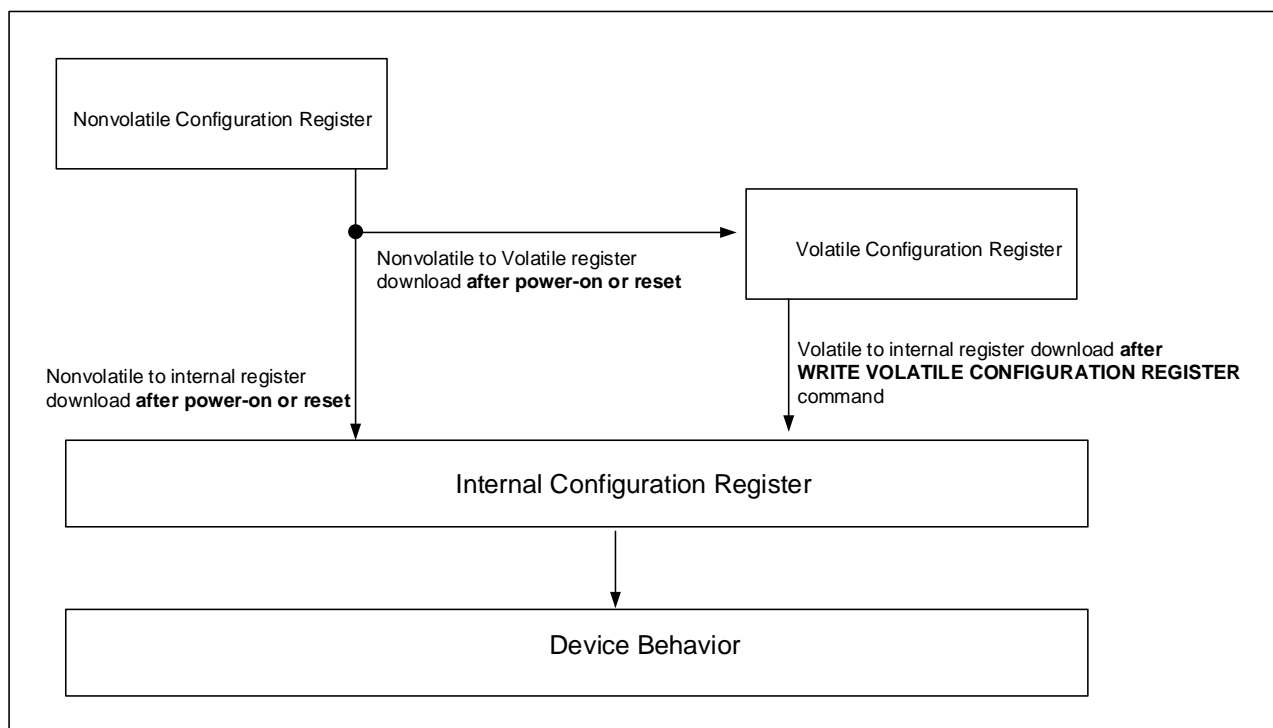 Nonvolatile Configuration Register
Volatile Configuration Register
Nonvolatile to Volatile register
download after power-on or reset
Volatile to internal register download after
WRITE VOLATILE CONFIGURATION REGISTER
command
Nonvolatile to internal register
download after power-on or reset
Internal Configuration Register
Device Behavior